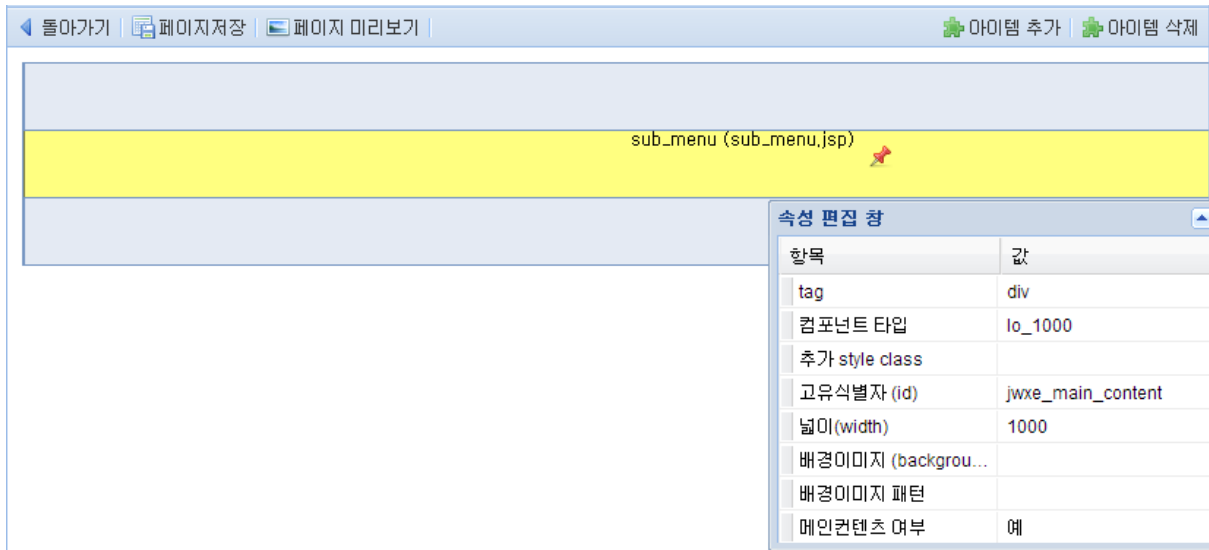 돌아가기 페이지저장 페이지 미리보기 아이템 추가 아이템 삭제
sub_menu (sub_menu.jsp)
속성 편집 창
항목 값
tag div
컴포넌트 타입 lo_1000
추가 style class
고유식별자 (id) jwxe_main_content
넓이(width) 1000
배경이미지 (backgrou...
배경이미지 패턴
메인컨텐츠 여부 예